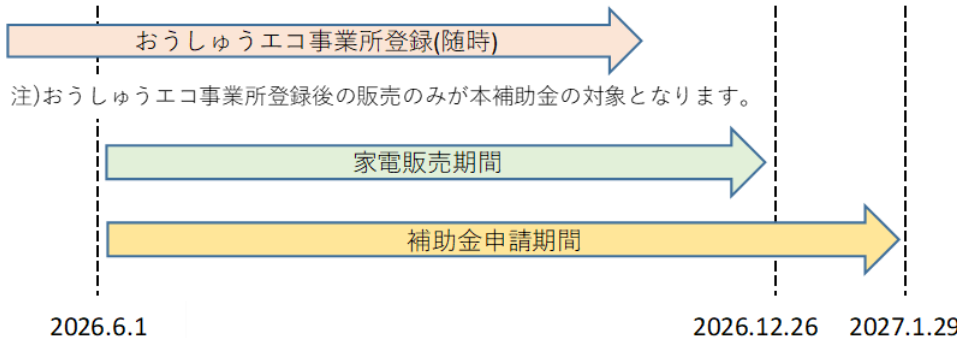 おうしゅうエコ事業所登録(随時)
注)おうしゅうエコ事業所登録後の販売のみが本補助金の対象となります。
家電販売期間
補助金申請期間
2026.6.1
2026.12.26
2027.1.29